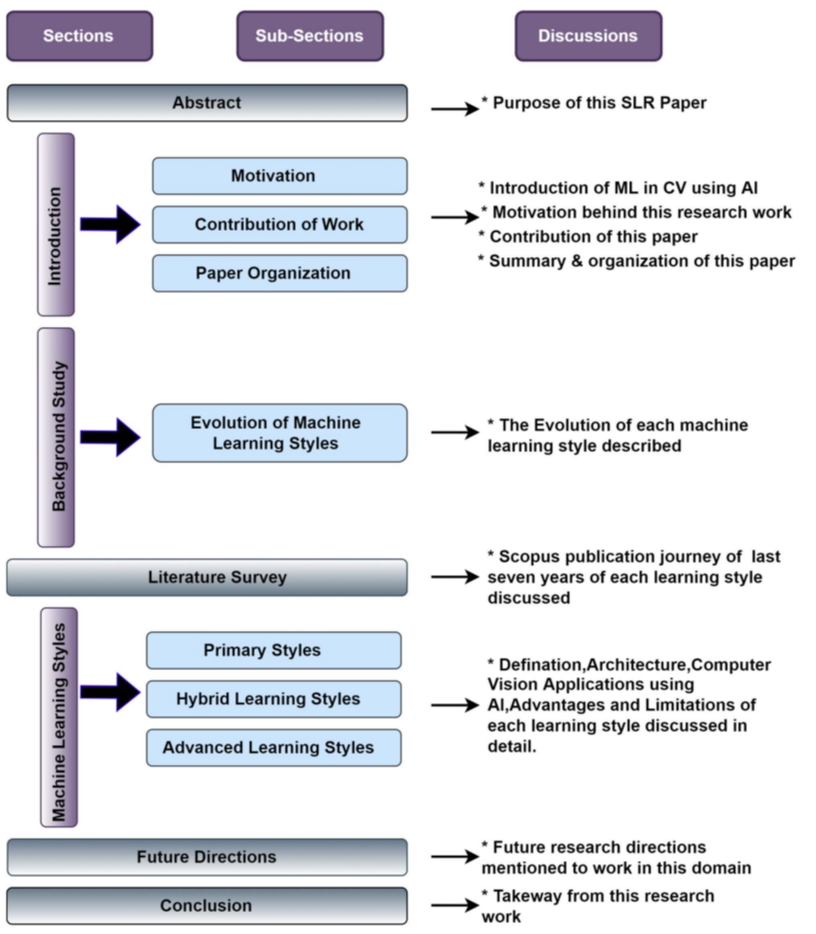 Sections
Sub-Sections
Discussions
Abstract
* Purpose of this SLR Paper
Introduction
Motivation
Contribution of Work
Paper Organization
* Introduction of ML in CV using AI
* Motivation behind this research work
* Contribution of this paper
* Summary & organization of this paper
Background Study
Evolution of Machine
Learning Styles
* The Evolution of each machine
learning style described
Literature Survey
* Scopus publication journey of last
seven years of each learning style
discussed
Machine Learning Styles
Primary Styles
Hybrid Learning Styles
Advanced Learning Styles
* Defination,Architecture,Computer
Vision Applications using
AI,Advantages and Limitations of
each learning style discussed in
detail.
Future Directions
* Future research directions
mentioned to work in this domain
Conclusion
* Takeway from this research
work